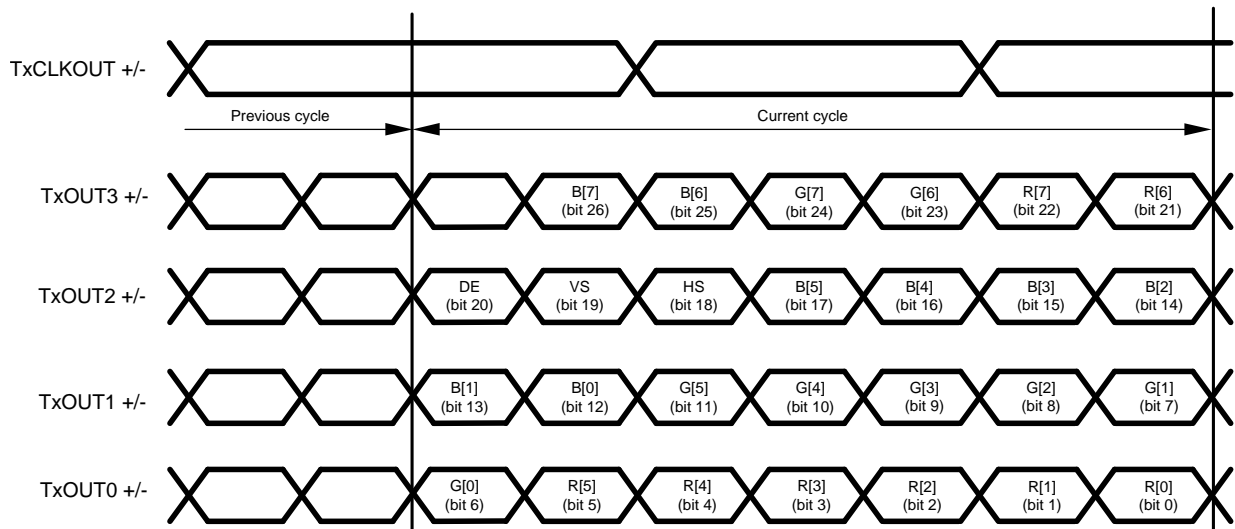 TxCLKOUT +/-
Previous cycle
Current cycle
TxOUT3 +/-
B[7]
(bit 26)
B[6]
(bit 25)
G[7]
(bit 24)
G[6]
(bit 23)
R[7]
(bit 22)
R[6]
(bit 21)
TxOUT2 +/-
DE
(bit 20)
VS
(bit 19)
HS
(bit 18)
B[5]
(bit 17)
B[4]
(bit 16)
B[3]
(bit 15)
B[2]
(bit 14)
TxOUT1 +/-
B[1]
(bit 13)
B[0]
(bit 12)
G[5]
(bit 11)
G[4]
(bit 10)
G[3]
(bit 9)
G[2]
(bit 8)
G[1]
(bit 7)
TxOUT0 +/-
G[0]
(bit 6)
R[5]
(bit 5)
R[4]
(bit 4)
R[3]
(bit 3)
R[2]
(bit 2)
R[1]
(bit 1)
R[0]
(bit 0)